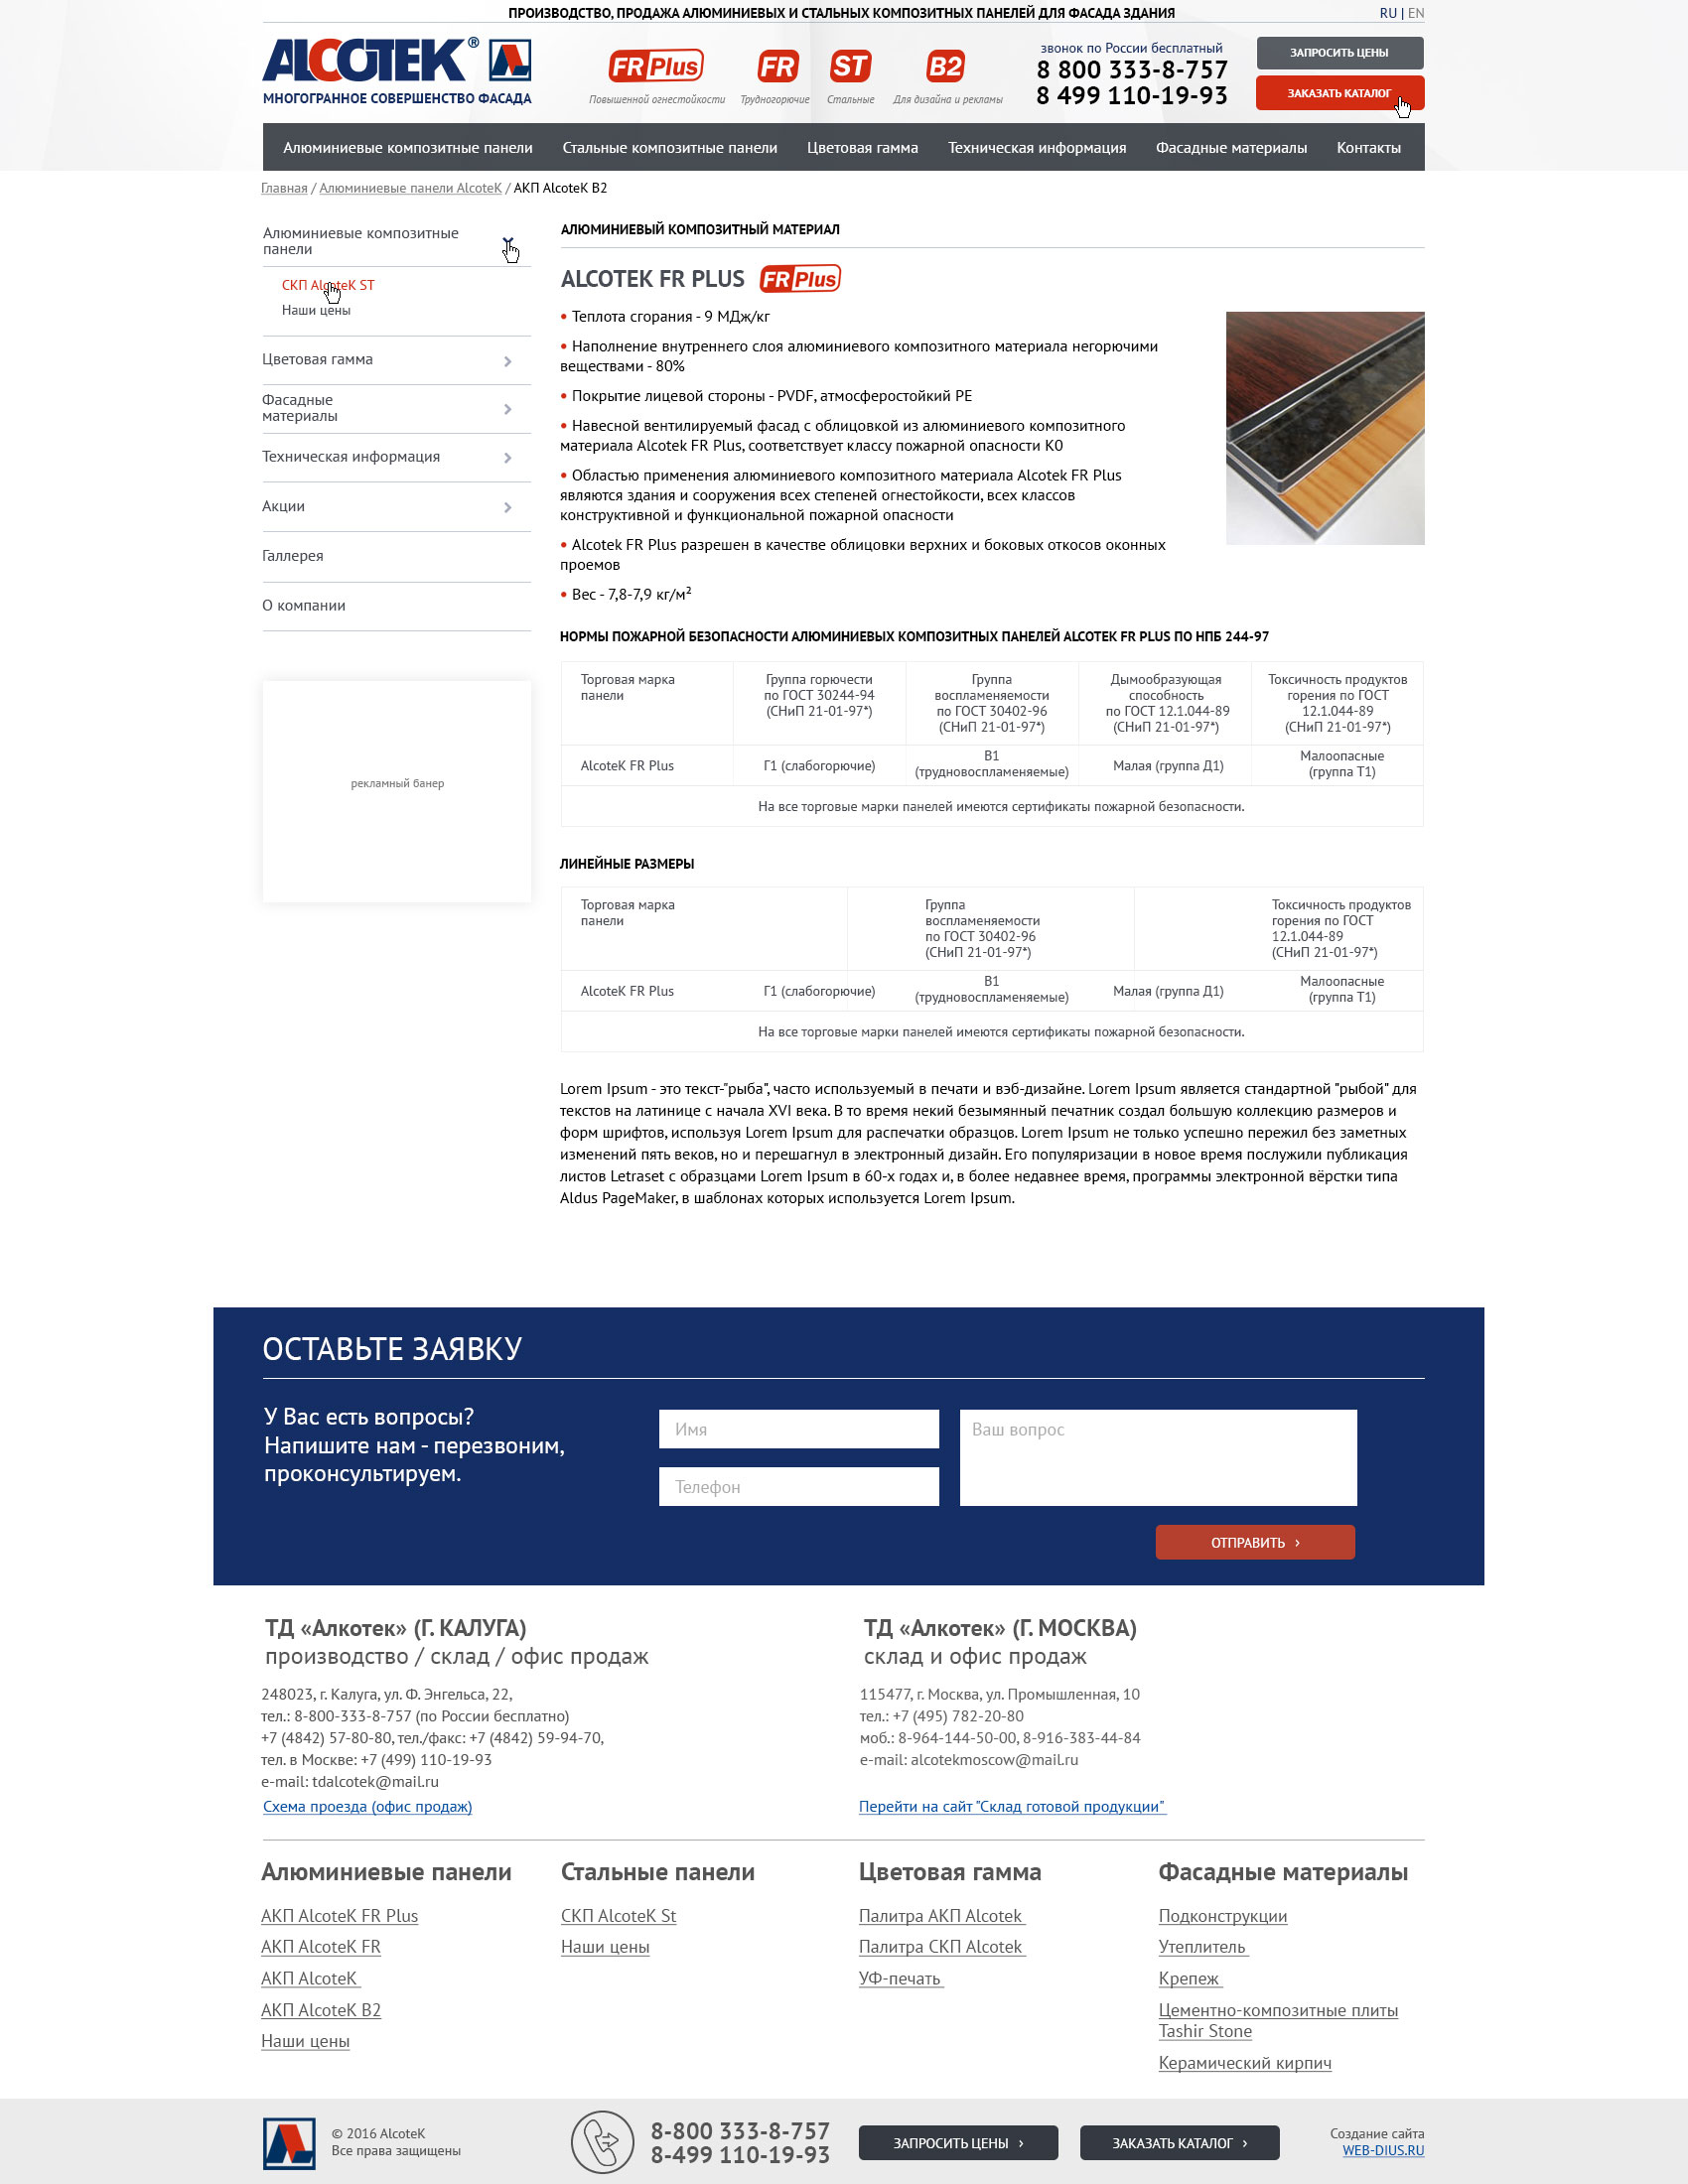 ПРОИЗВОДСТВО, ПРОДАЖА АЛЮМИНИЕВЫХ И СТАЛЬНЫХ КОМПОЗИТНЫХ ПАНЕЛЕЙ ДЛЯ ФАСАДА ЗДАНИЯ
RU | EN
ALCOTEK®
МНОГОГРАННОЕ СОВЕРШЕНСТВО ФАСАДА
FR Plus
Повышенной огнестойкости
FR
Трудногорючие
ST
Стальные
B2
Для дизайна и рекламы
звонок по России бесплатный
8 800 333-8-757
8 499 110-19-93
ЗАПРОСИТЬ ЦЕНЫ
ЗАКАЗАТЬ КАТАЛОГ
Алюминиевые композитные панели
Стальные композитные панели
Цветовая гамма
Техническая информация
Фасадные материалы
Контакты
Главная / Алюминиевые панели AlcoteK / АКП AlcoteK B2
Алюминиевые композитные
панели
СКП AlcoteK ST
Наши цены
Цветовая гамма
Фасадные
материалы
Техническая информация
Акции
Галлерея
О компании
рекламный банер
АЛЮМИНИЕВЫЙ КОМПОЗИТНЫЙ МАТЕРИАЛ
ALCOTEK FR PLUS FR Plus
• Теплота сгорания - 9 МДж/кг
• Наполнение внутреннего слоя алюминиевого композитного материала негорючими
веществами - 80%
• Покрытие лицевой стороны - PVDF, атмосферостойкий PE
• Навесной вентилируемый фасад с облицовкой из алюминиевого композитного
материала Alcotek FR Plus, соответствует классу пожарной опасности К0
• Областью применения алюминиевого композитного материала Alcotek FR Plus
являются здания и сооружения всех степеней огнестойкости, всех классов
конструктивной и функциональной пожарной опасности
• Alcotek FR Plus разрешен в качестве облицовки верхних и боковых откосов оконных
проемов
• Вес - 7,8-7,9 кг/м²
НОРМЫ ПОЖАРНОЙ БЕЗОПАСНОСТИ АЛЮМИНИЕВЫХ КОМПОЗИТНЫХ ПАНЕЛЕЙ ALCOTEK FR PLUS ПО НПБ 244-97
Торговая марка
панели
Группа горючести
по ГОСТ 30244-94
(СНиП 21-01-97*)
Группа
воспламеняемости
по ГОСТ 30402-96
(СНиП 21-01-97*)
Дымообразующая
способность
по ГОСТ 12.1.044-89
(СНиП 21-01-97*)
Токсичность продуктов
горения по ГОСТ
12.1.044-89
(СНиП 21-01-97*)
AlcoteK FR Plus
Г1 (слабогорючие)
В1
(трудновоспламеняемые)
Малая (группа Д1)
Малоопасные
(группа Т1)
На все торговые марки панелей имеются сертификаты пожарной безопасности.
ЛИНЕЙНЫЕ РАЗМЕРЫ
Торговая марка
панели
Группа
воспламеняемости
по ГОСТ 30402-96
(СНиП 21-01-97*)
Токсичность продуктов
горения по ГОСТ
12.1.044-89
(СНиП 21-01-97*)
AlcoteK FR Plus
Г1 (слабогорючие)
В1
(трудновоспламеняемые)
Малая (группа Д1)
Малоопасные
(группа Т1)
На все торговые марки панелей имеются сертификаты пожарной безопасности.
Lorem Ipsum - это текст-"рыба", часто используемый в печати и вэб-дизайне. Lorem Ipsum является стандартной "рыбой" для
текстов на латинице с начала XVI века. В то время некий безымянный печатник создал большую коллекцию размеров и
форм шрифтов, используя Lorem Ipsum для распечатки образцов. Lorem Ipsum не только успешно пережил без заметных
изменений пять веков, но и перешагнул в электронный дизайн. Его популяризации в новое время послужили публикация
листов Letraset с образцами Lorem Ipsum в 60-х годах и, в более недавнее время, программы электронной вёрстки типа
Aldus PageMaker, в шаблонах которых используется Lorem Ipsum.
ОСТАВЬТЕ ЗАЯВКУ
У Вас есть вопросы?
Напишите нам - перезвоним,
проконсультируем.
Имя
Телефон
Ваш вопрос
ОТПРАВИТЬ ›
ТД «Алкотек» (Г. КАЛУГА)
производство / склад / офис продаж
248023, г. Калуга, ул. Ф. Энгельса, 22,
тел.: 8-800-333-8-757 (по России бесплатно)
+7 (4842) 57-80-80, тел./факс: +7 (4842) 59-94-70,
тел. в Москве: +7 (499) 110-19-93
e-mail: tdalcotek@mail.ru
Схема проезда (офис продаж)
ТД «Алкотек» (Г. МОСКВА)
склад и офис продаж
115477, г. Москва, ул. Промышленная, 10
тел.: +7 (495) 782-20-80
моб.: 8-964-144-50-00, 8-916-383-44-84
e-mail: alcotekmoscow@mail.ru
Перейти на сайт "Склад готовой продукции"
Алюминиевые панели
АКП AlcoteK FR Plus
АКП AlcoteK FR
АКП AlcoteK
АКП AlcoteK B2
Наши цены
Стальные панели
СКП AlcoteK St
Наши цены
Цветовая гамма
Палитра АКП Alcotek
Палитра СКП Alcotek
УФ-печать
Фасадные материалы
Подконструкции
Утеплитель
Крепеж
Цементно-композитные плиты
Tashir Stone
Керамический кирпич
© 2016 AlcoteK
Все права защищены
8-800 333-8-757
8-499 110-19-93
ЗАПРОСИТЬ ЦЕНЫ ›
ЗАКАЗАТЬ КАТАЛОГ ›
Создание сайта
WEB-DIUS.RU